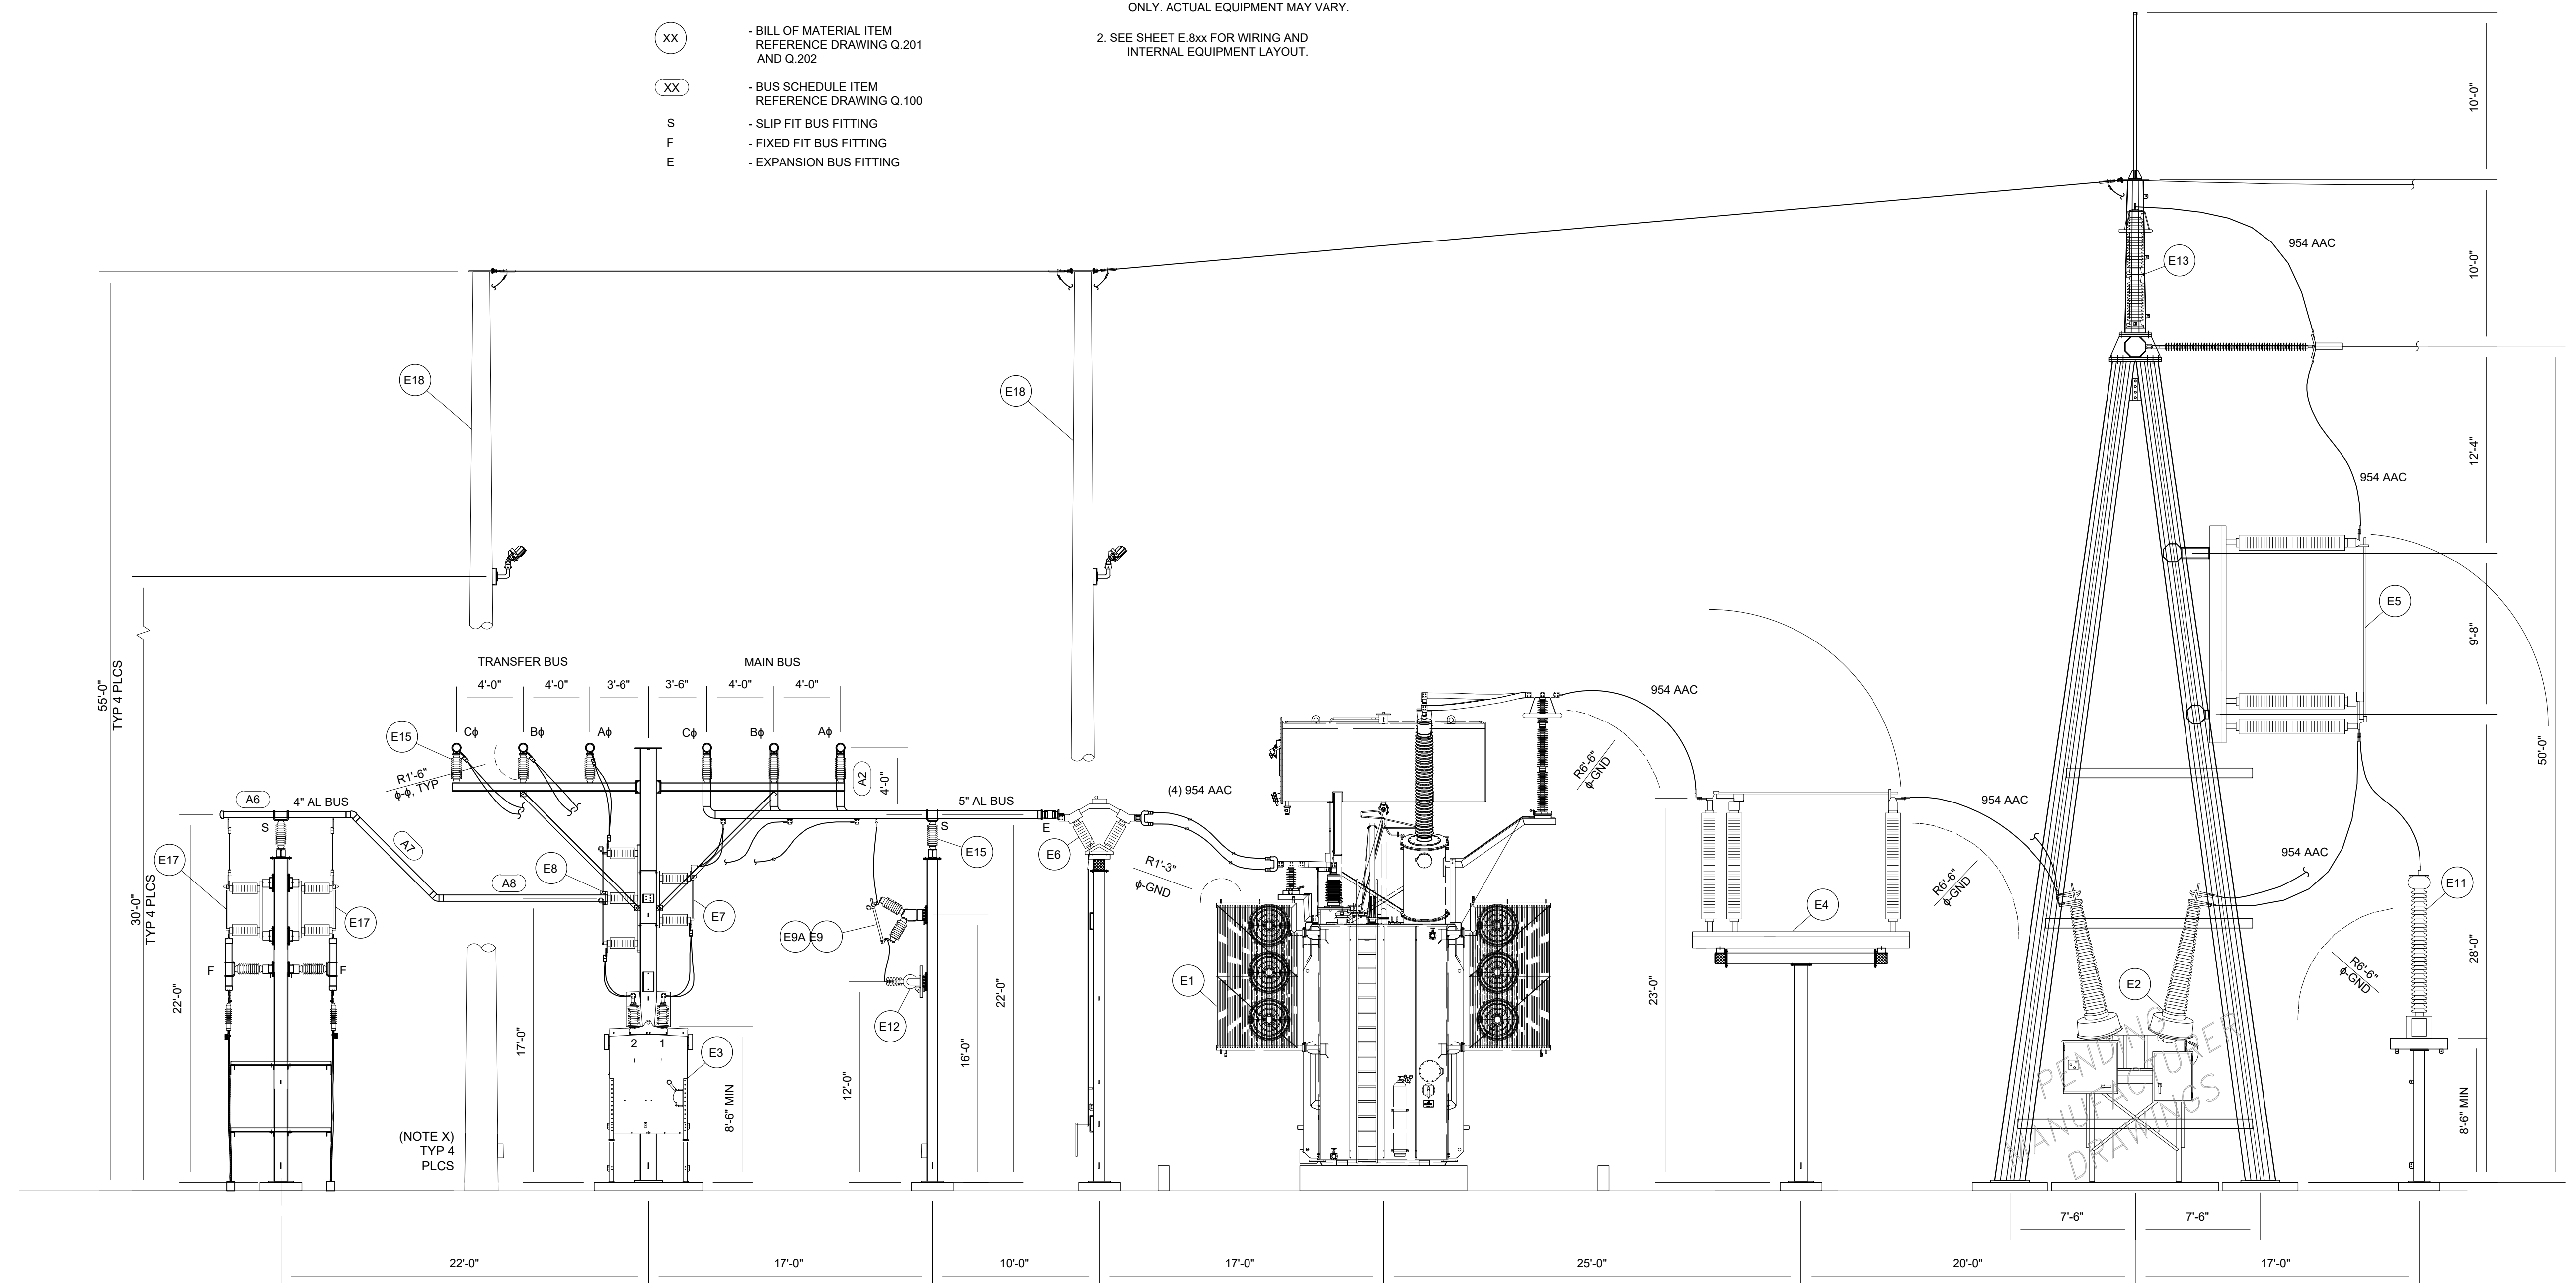 ONLY. ACTUAL EQUIPMENT MAY VARY.
XX
- BILL OF MATERIAL ITEM
REFERENCE DRAWING Q.201
AND Q.202
2. SEE SHEET E.8xx FOR WIRING AND
INTERNAL EQUIPMENT LAYOUT.
XX
- BUS SCHEDULE ITEM
REFERENCE DRAWING Q.100
S
- SLIP FIT BUS FITTING
F
- FIXED FIT BUS FITTING
E
- EXPANSION BUS FITTING
10'-0"
954 AAC
E13
10'-0"
E18
E18
12'-4"
954 AAC
E5
9'-8"
55'-0"
TYP 4 PLCS
30'-0"
TYP 4 PLCS
50'-0"
TRANSFER BUS
MAIN BUS
4'-0"
4'-0"
3'-6"
3'-6"
4'-0"
4'-0"
954 AAC
E15
Cϕ
Bϕ
Aϕ
Cϕ
Bϕ
Aϕ
R1'-6"
ϕ-ϕ, TYP
A2
4'-0"
R6'-6"
ϕ-GND
A6
4" AL BUS
5" AL BUS
(4) 954 AAC
954 AAC
S
S
E
A7
E17
E17
E8
A8
E7
E15
E6
R1'-3"
ϕ-GND
954 AAC
R6'-6"
ϕ-GND
E11
E4
E9A
E9
F
F
22'-0"
17'-0"
12'-0"
16'-0"
22'-0"
E12
E1
23'-0"
E2
R6'-6"
ϕ-GND
28'-0"
2
1
E3
8'-6" MIN
8'-6" MIN
PENDING
MANUFACTURER
DRAWINGS
(NOTE X)
TYP 4
PLCS
7'-6"
7'-6"
22'-0"
17'-0"
10'-0"
17'-0"
25'-0"
20'-0"
17'-0"